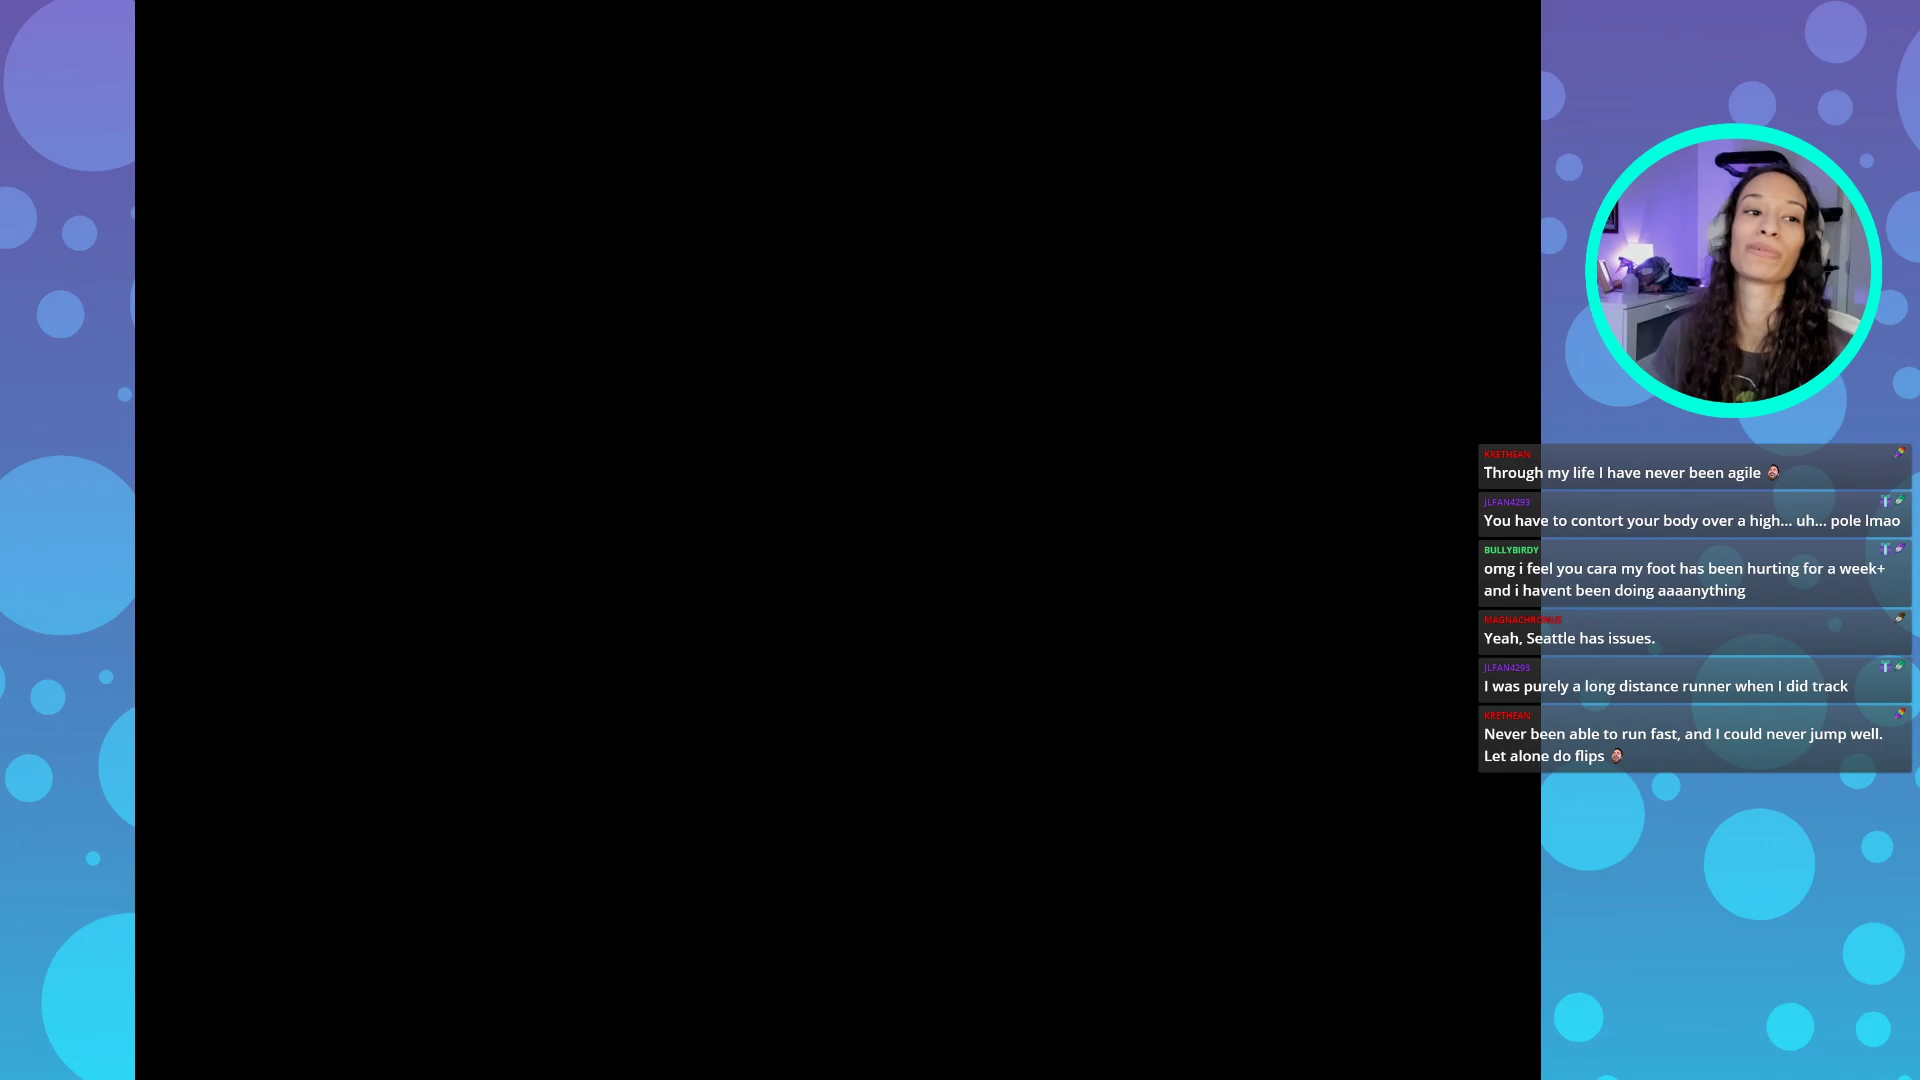 KRETHEAN
Through my life I have never been agile
JLFAN4293
You have to contort your body over a high... uh... pole lmao
BULLYBIRDY
omg i feel you cara my foot has been hurting for a week+
and i havent been doing aaaanything
Yeah, Seattle has issues.
JLFAN4293
I was purely a long distance runner when I did track
KRETHEAN
Never been able to run fast, and I could never jump well.
Let alone do flips